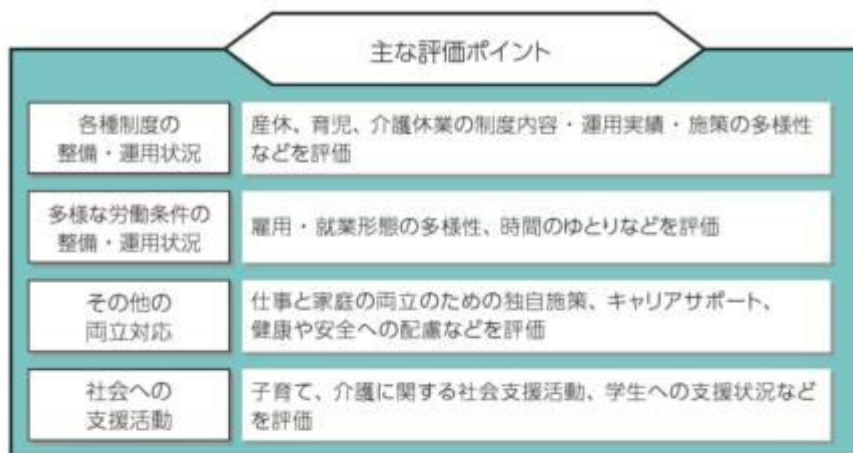 主な評価ポイント
各種制度の
整備・運用状況
産休、育児、介護休業の制度内容・運用実績・施策の多様性
などを評価
多様な労働条件の
整備・運用状況
雇用・就業形態の多様性、時間のゆとりなどを評価
その他の
両立対応
仕事と家庭の両立のための独自施策、キャリアサポート、
健康や安全への配慮などを評価
社会への
支援活動
子育て、介護に関する社会支援活動、学生への支援状況など
を評価